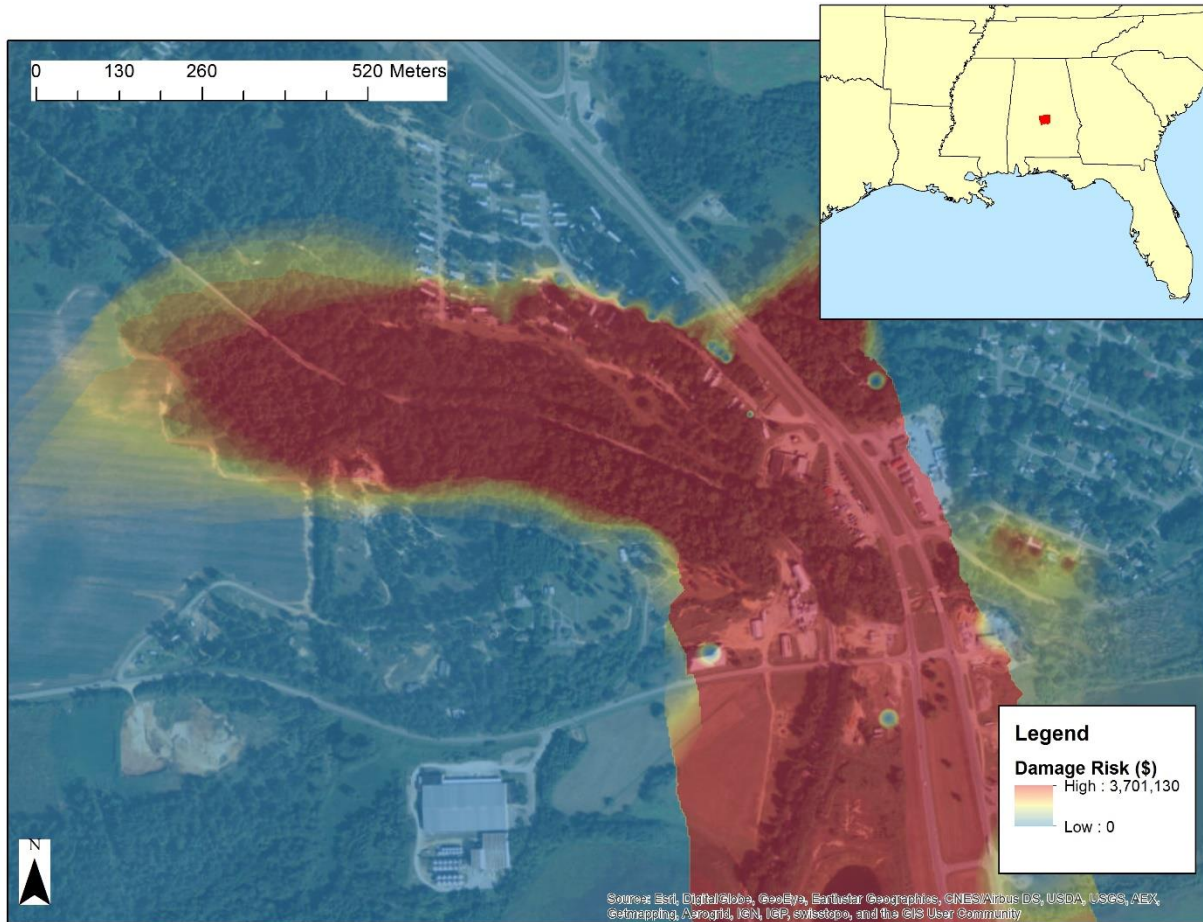 0 130 260 520 Meters
Legend
Damage Risk ($)
High : 3,701,130
Low : 0
N
Source: Esri, DigitalGlobe, GeoEye, Earthstar Geographics, CNES/Airbus DS, USDA, USGS, AEX,
Getmapping, Aerogrid, IGN, IGP, swisstopo, and the GIS User Community